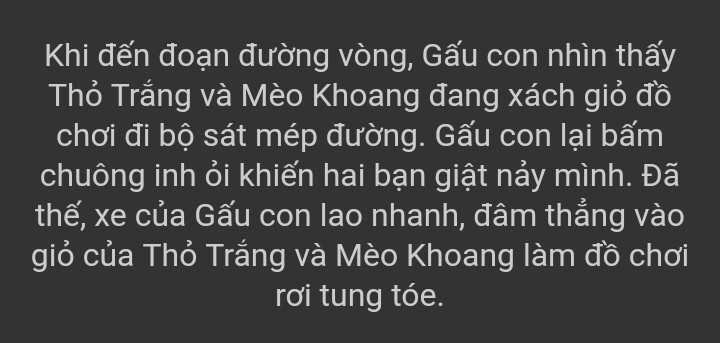 Khi đến đoạn đường vòng, Gấu con nhìn thấy
Thỏ Trắng và Mèo Khoang đang xách giỏ đồ
chơi đi bộ sát mép đường. Gấu con lại bấm
chuông inh ỏi khiến hai bạn giật nảy mình. Đã
thế, xe của Gấu con lao nhanh, đâm thẳng vào
giỏ của Thỏ Trắng và Mèo Khoang làm đồ chơi
rơi tung tóe.